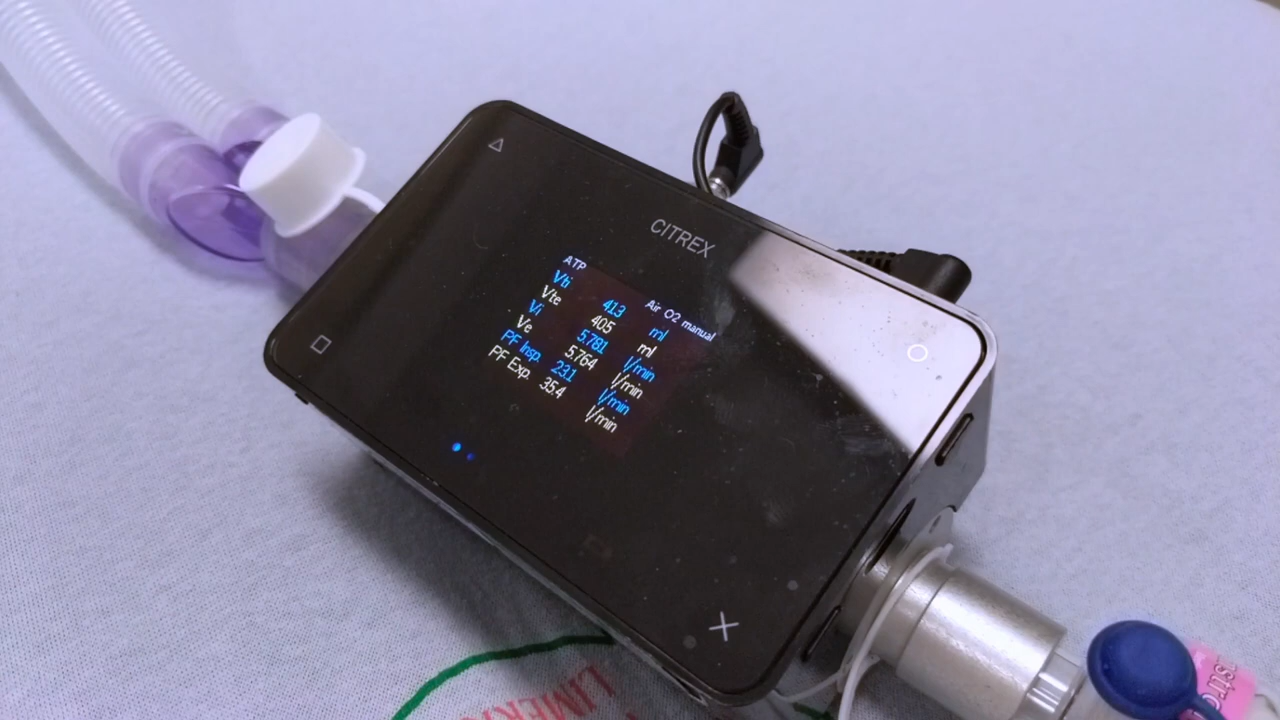 CITREX
ATP Air O2 manual
Vti 413 ml
Vte 405 ml
Vi 5.781 l/min
Ve 5.764 l/min
PF Insp. 23.1 l/min
PF Exp. 35.4 l/min